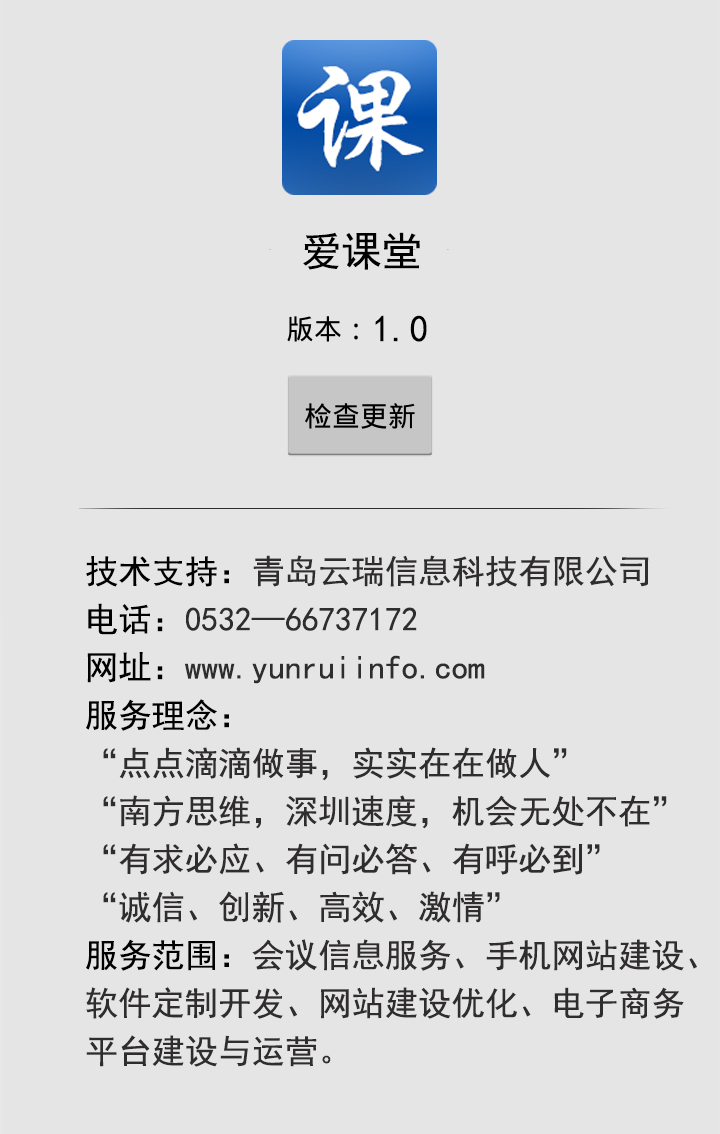 课
爱课堂
版本：1.0
检查更新
技术支持：青岛云瑞信息科技有限公司
电话：0532—66737172
网址：www.yunruiinfo.com
服务理念：
“点点滴滴做事，实实在在做人”
“南方思维，深圳速度，机会无处不在”
“有求必应、有问必答、有呼必到”
“诚信、创新、高效、激情”
服务范围：会议信息服务、手机网站建设、
软件定制开发、网站建设优化、电子商务
平台建设与运营。